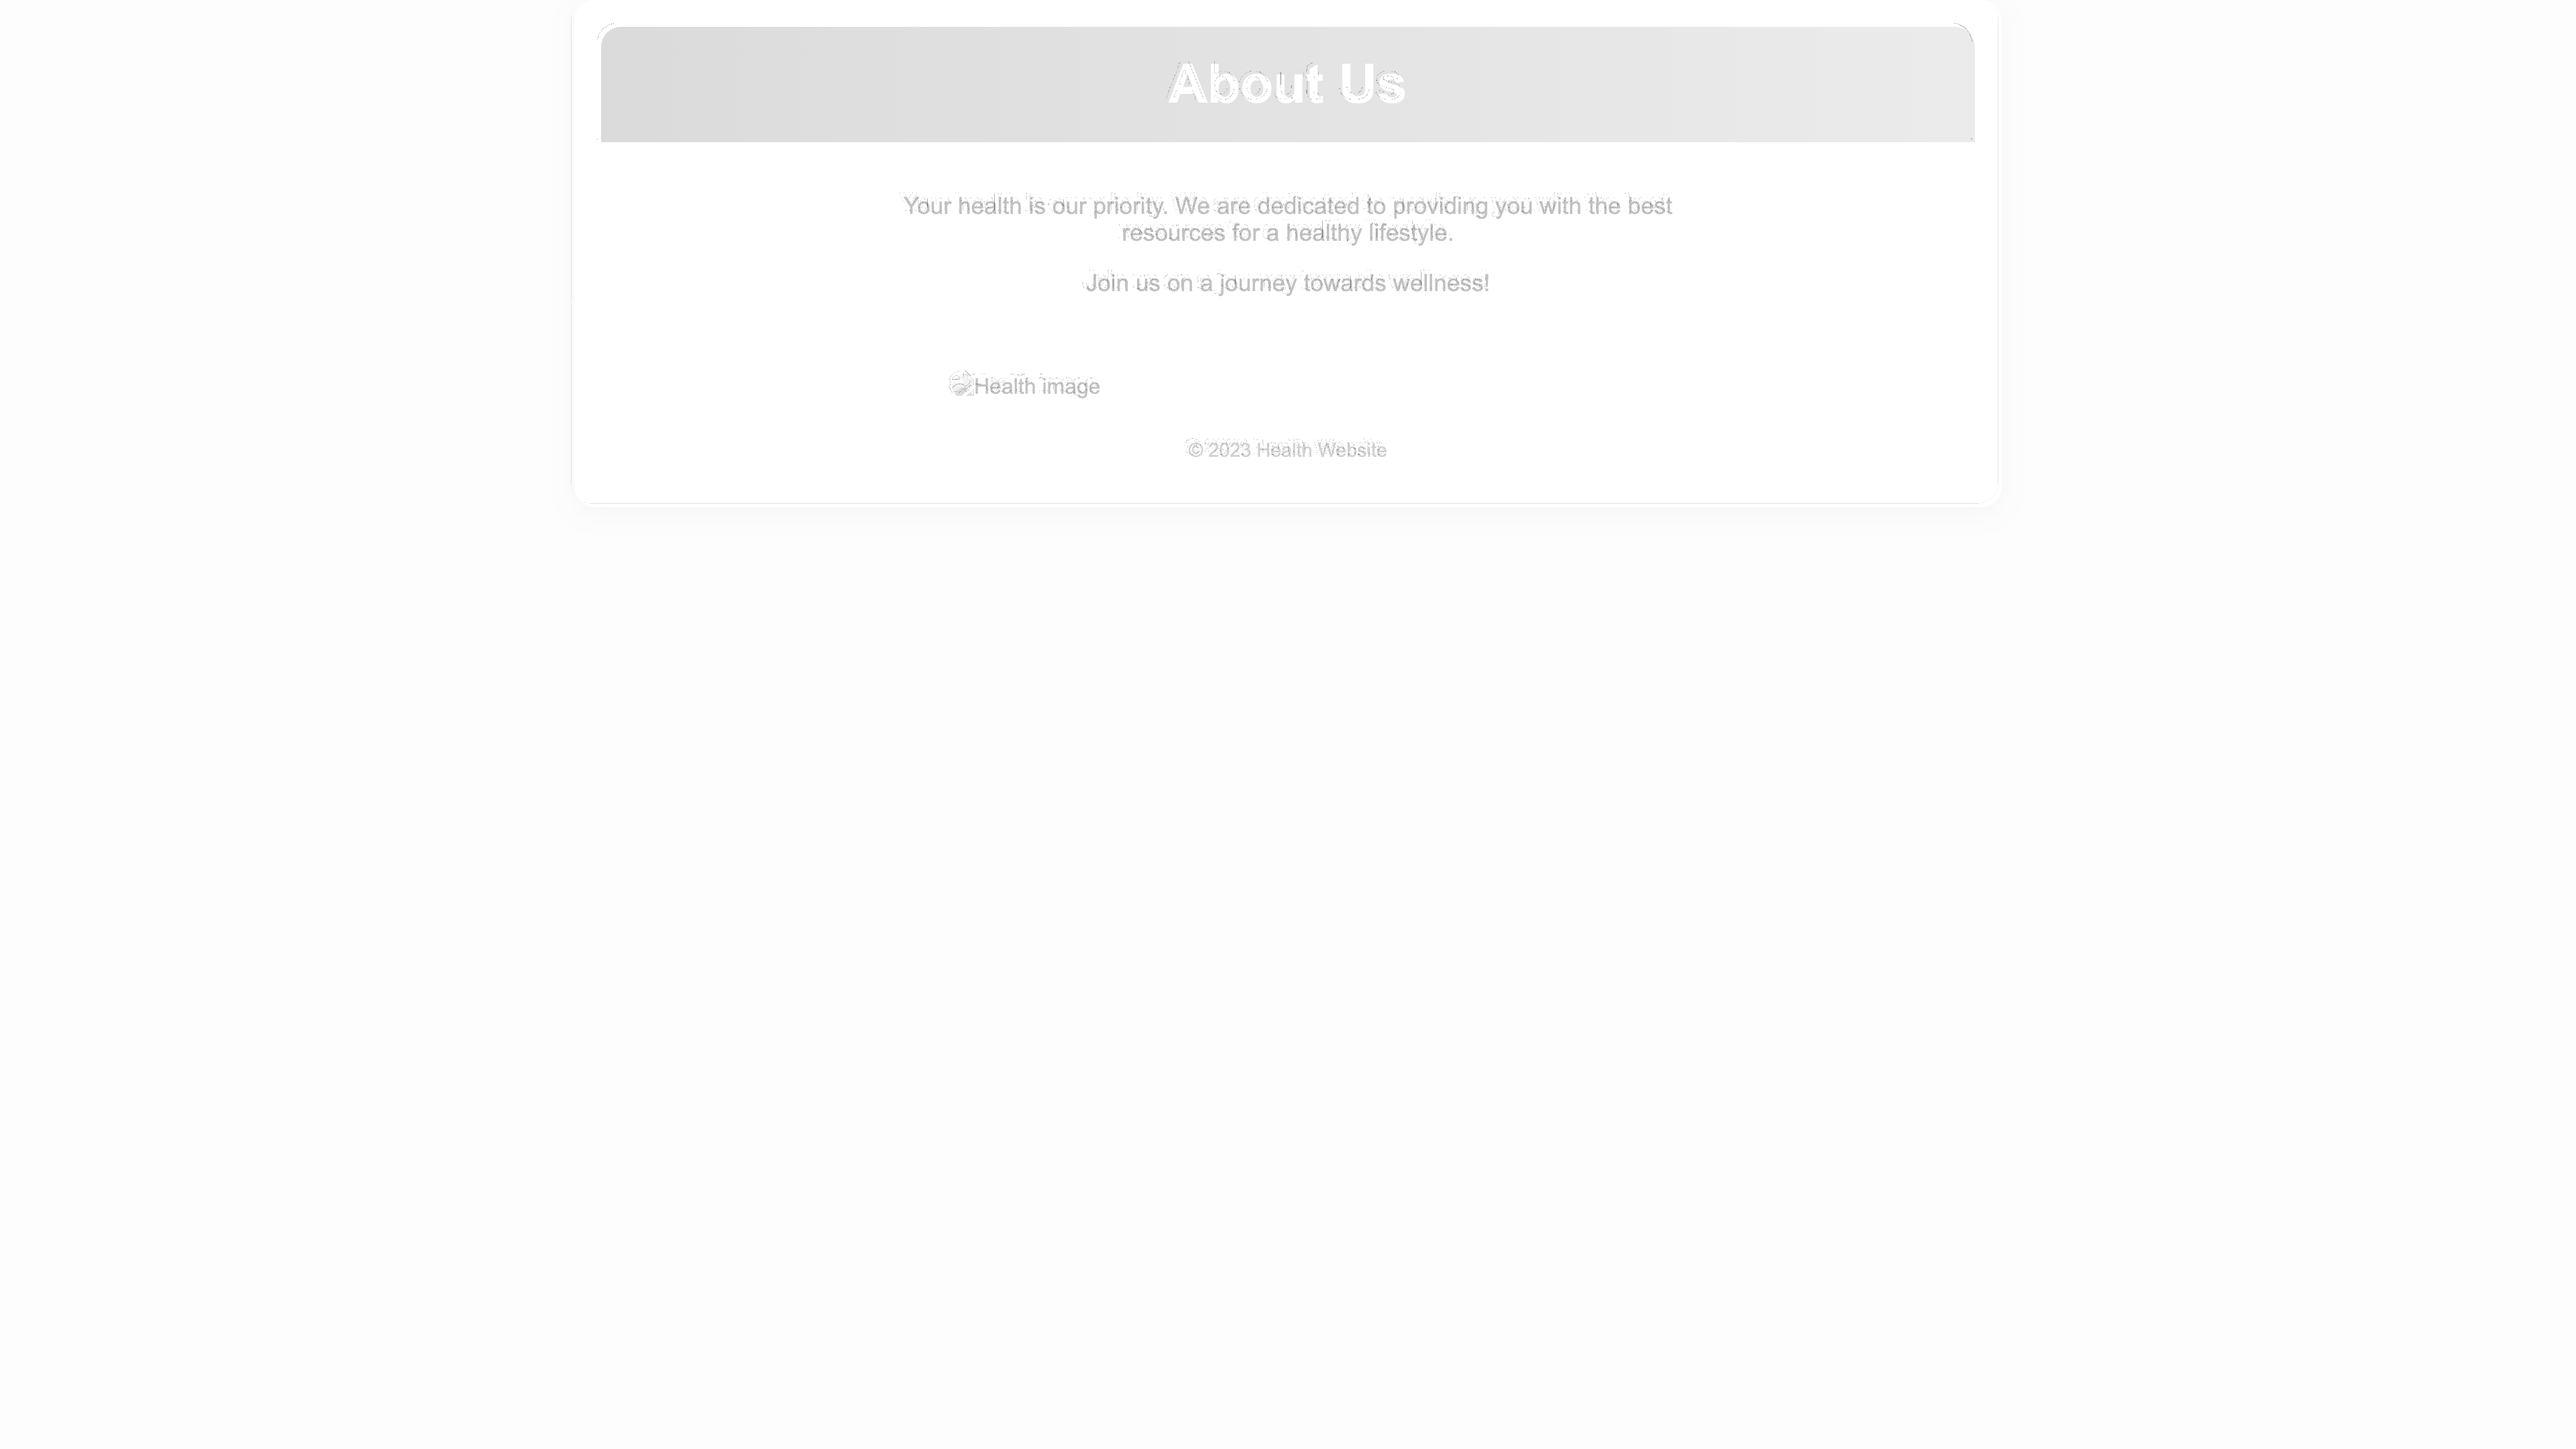 About Us
Your health is our priority. We are dedicated to providing you with the best
resources for a healthy lifestyle.
Join us on a journey towards wellness!
Health image
© 2023 Health Website